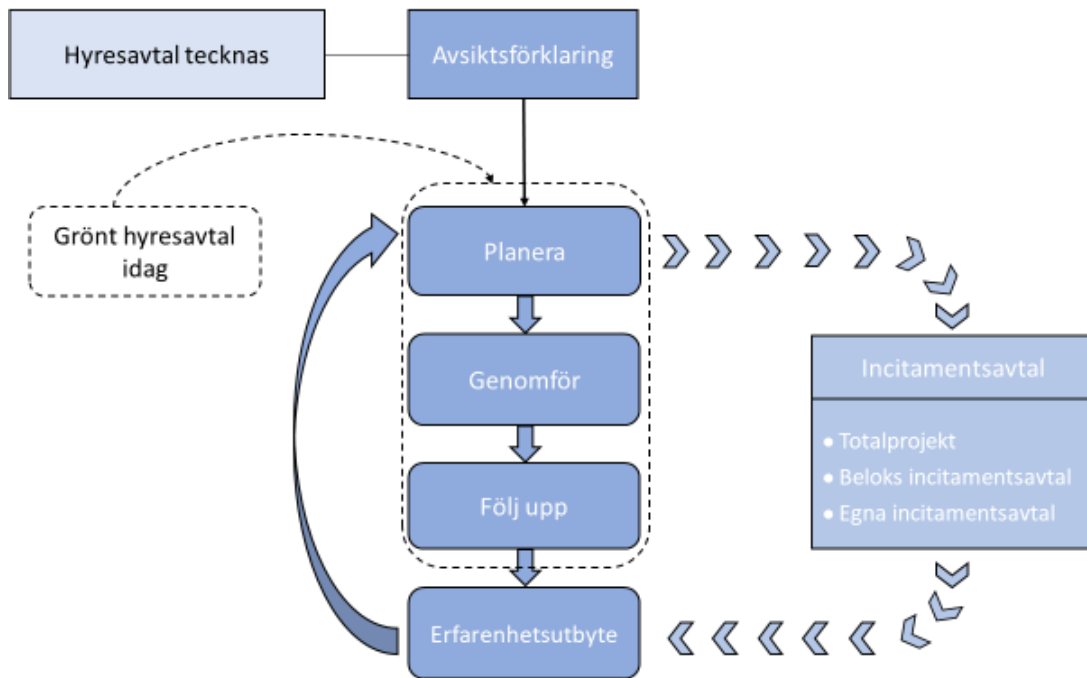 Hyresavtal tecknas
Avsiktsförklaring
Grönt hyresavtal
idag
Planera
Genomför
Följ upp
Erfarenhetsutbyte
Incitamentsavtal
• Totalprojekt
• Beloks incitamentsavtal
• Egna incitamentsavtal